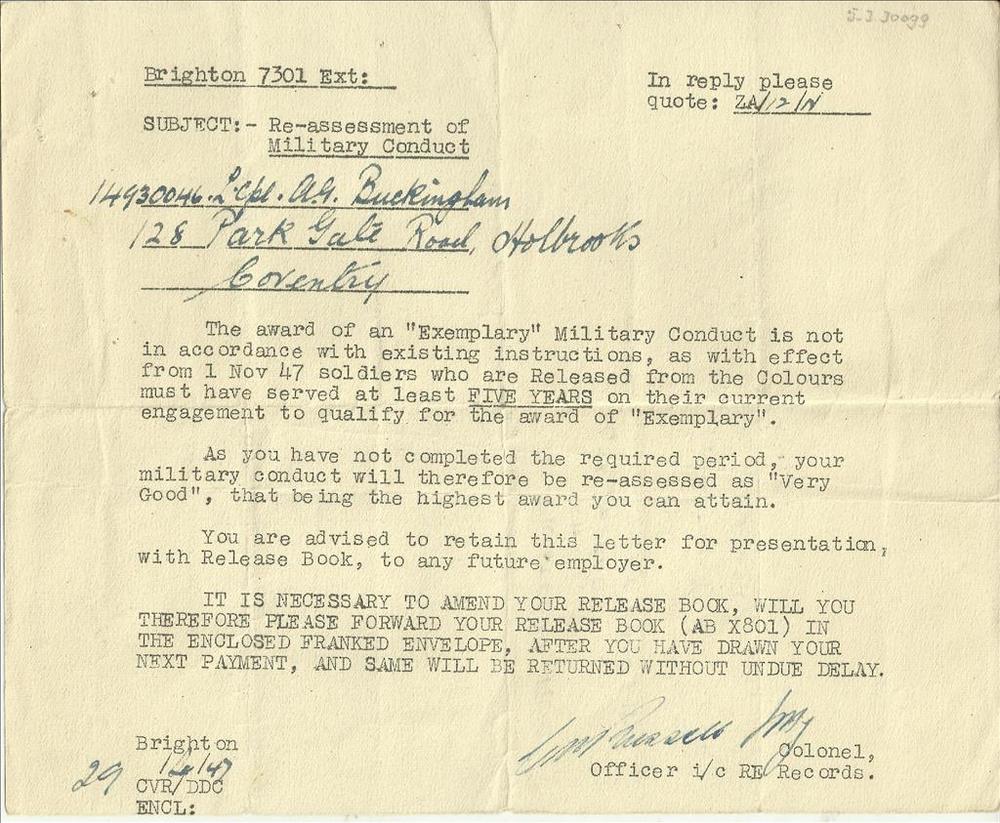 Brighton 7301 Ext:
In reply please
quote: ZA/12/N
SUBJECT:- Re-assessment of
Military Conduct
14930046. L/Cpl. A.G. Buckingham
128 Park Gate Road, Holbrooks
Coventry
The award of an "Exemplary" Military Conduct is not
in accordance with existing instructions, as with effect
from 1 Nov 47 soldiers who are Released from the Colours
must have served at least FIVE YEARS on their current
engagement to qualify for the award of "Exemplary".
As you have not completed the required period, your
military conduct will therefore be re-assessed as "Very
Good", that being the highest award you can attain.
You are advised to retain this letter for presentation,
with Release Book, to any future employer.
IT IS NECESSARY TO AMEND YOUR RELEASE BOOK, WILL YOU
THEREFORE PLEASE FORWARD YOUR RELEASE BOOK (AB X801) IN
THE ENCLOSED FRANKED ENVELOPE, AFTER YOU HAVE DRAWN YOUR
NEXT PAYMENT, AND SAME WILL BE RETURNED WITHOUT UNDUE DELAY.
Russell
Colonel,
Officer i/c RE Records.
Brighton
29
CVR/DDC
ENCL: